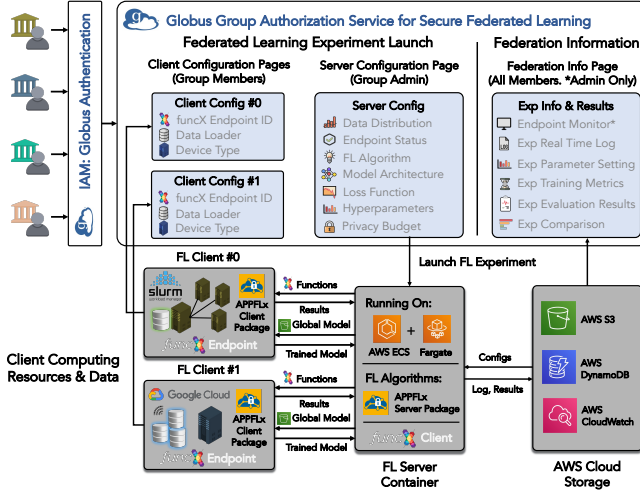 Globus Group Authorization Service for Secure Federated Learning
IAM: Globus Authentication
Federated Learning Experiment Launch
Federation Information
Client Configuration Pages
(Group Members)
Server Configuration Page
(Group Admin)
Federation Info Page
(All Members. *Admin Only)
Client Config #0
funcX Endpoint ID
Data Loader
Device Type
Client Config #1
funcX Endpoint ID
Data Loader
Device Type
Server Config
Data Distribution
Endpoint Status
FL Algorithm
Model Architecture
Loss Function
Hyperparameters
Privacy Budget
Exp Info & Results
Endpoint Monitor*
Exp Real Time Log
Exp Parameter Setting
Exp Training Metrics
Exp Evaluation Results
Exp Comparison
Launch FL Experiment
Client Computing
Resources & Data
FL Client #0
slurm
workload manager
APPFLx
Client
Package
funcX Endpoint
Functions
Results
Global Model
Trained Model
FL Client #1
Google Cloud
APPFLx
Client
Package
funcX Endpoint
Functions
Results
Global Model
Trained Model
Running On:
+
AWS ECS
Fargate
FL Algorithms:
APPFLx
Server Package
funcX Client
FL Server
Container
Configs
Log, Results
AWS S3
AWS
DynamoDB
AWS
CloudWatch
AWS Cloud
Storage